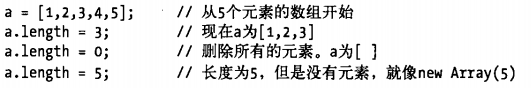 a = [1,2,3,4,5];    // 从5个元素的数组开始
a.length = 3;       // 现在a为[1,2,3]
a.length = 0;       // 删除所有的元素。a为[ ]
a.length = 5;       // 长度为5，但是没有元素，就像new Array(5)